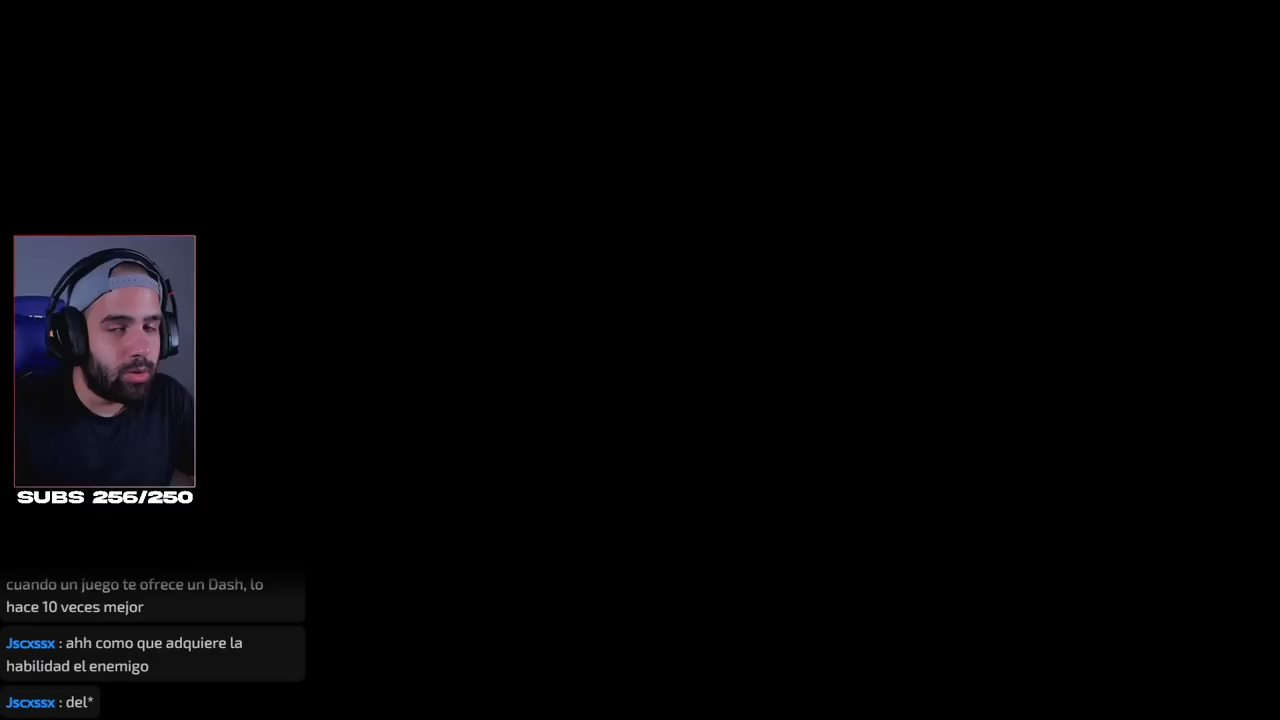 SUBS 256/250
cuando un juego te ofrece un Dash, lo
hace 10 veces mejor
Jscxssx : ahh como que adquiere la
habilidad el enemigo
Jscxssx : del*